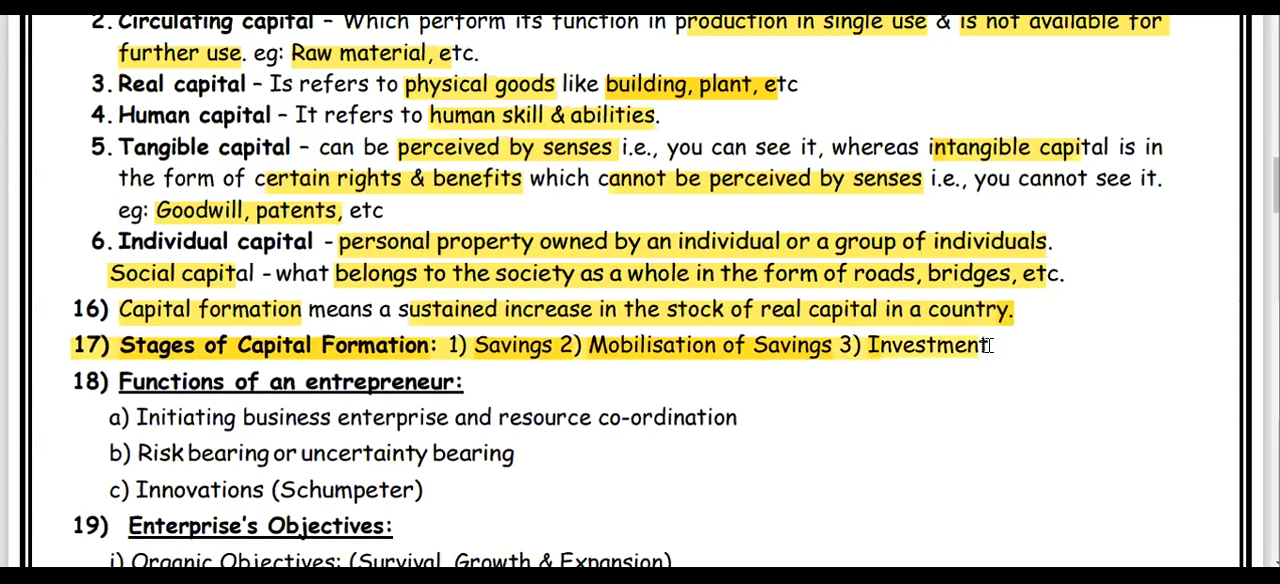 2. Circulating capital – Which perform its function in production in single use & is not available for
further use. eg: Raw material, etc.
3. Real capital – Is refers to physical goods like building, plant, etc
4. Human capital – It refers to human skill & abilities.
5. Tangible capital – can be perceived by senses i.e., you can see it, whereas intangible capital is in
the form of certain rights & benefits which cannot be perceived by senses i.e., you cannot see it.
eg: Goodwill, patents, etc
6. Individual capital - personal property owned by an individual or a group of individuals.
Social capital - what belongs to the society as a whole in the form of roads, bridges, etc.
16) Capital formation means a sustained increase in the stock of real capital in a country.
17) Stages of Capital Formation: 1) Savings 2) Mobilisation of Savings 3) Investment
18) Functions of an entrepreneur:
a) Initiating business enterprise and resource co-ordination
b) Risk bearing or uncertainty bearing
c) Innovations (Schumpeter)
19) Enterprise's Objectives:
i) Organic Objectives: (Survival, Growth & Expansion)